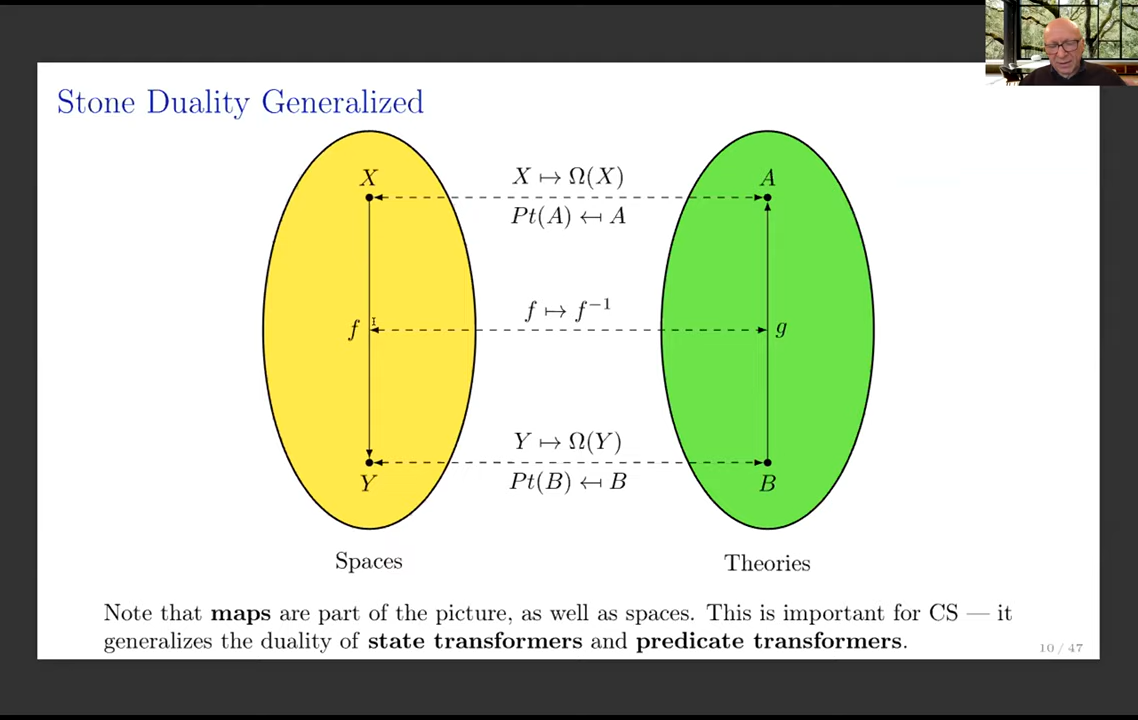 Stone Duality Generalized
X
X ↦ Ω(X)
A
Pt(A) ↤ A
f ↦ f⁻¹
f
g
Y ↦ Ω(Y)
Y
Pt(B) ↤ B
B
Spaces
Theories
Note that maps are part of the picture, as well as spaces. This is important for CS — it
generalizes the duality of state transformers and predicate transformers.
10 / 47